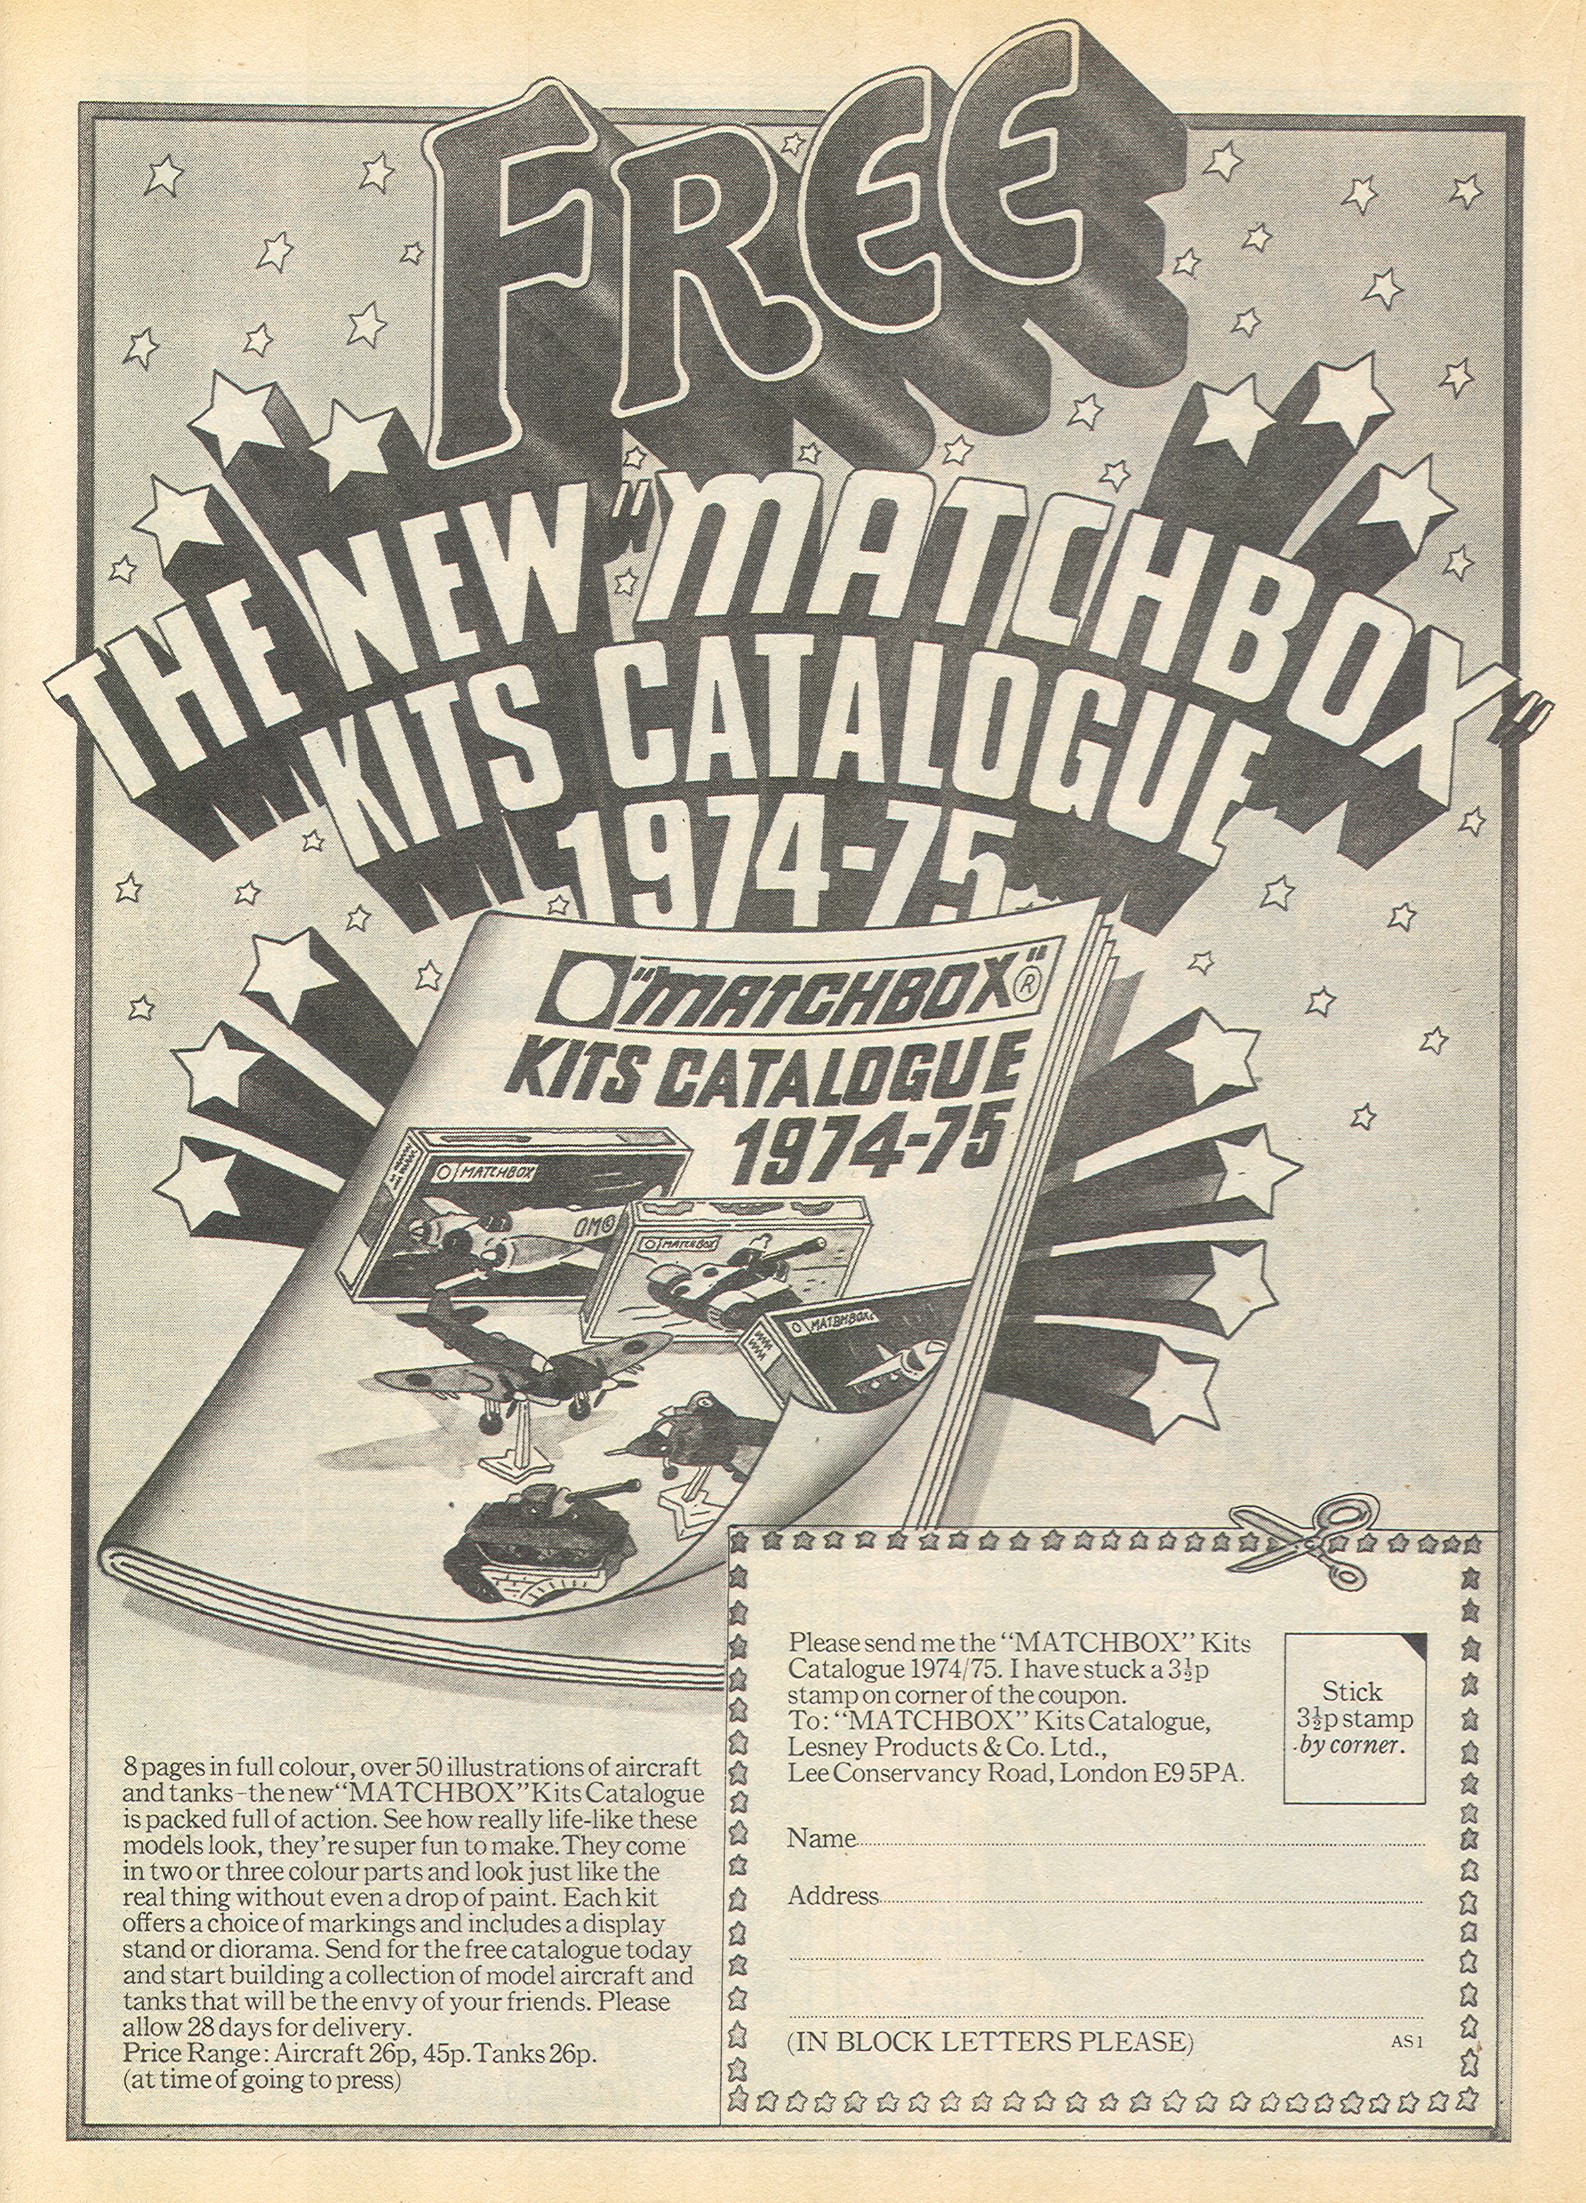 FREE
THE NEW "MATCHBOX"
KITS CATALOGUE
1974-75
"MATCHBOX"®
KITS CATALOGUE
1974-75
MATCHBOX
MATCHBOX
MATCHBOX
Please send me the "MATCHBOX" Kits
Catalogue 1974/75. I have stuck a 3½p
stamp on corner of the coupon.
To: "MATCHBOX" Kits Catalogue,
Lesney Products & Co. Ltd.,
Lee Conservancy Road, London E9 5PA.
Stick
3½p stamp
by corner.
Name
Address
(IN BLOCK LETTERS PLEASE)
AS1
8 pages in full colour, over 50 illustrations of aircraft
and tanks-the new "MATCHBOX" Kits Catalogue
is packed full of action. See how really life-like these
models look, they're super fun to make. They come
in two or three colour parts and look just like the
real thing without even a drop of paint. Each kit
offers a choice of markings and includes a display
stand or diorama. Send for the free catalogue today
and start building a collection of model aircraft and
tanks that will be the envy of your friends. Please
allow 28 days for delivery.
Price Range: Aircraft 26p, 45p. Tanks 26p.
(at time of going to press)